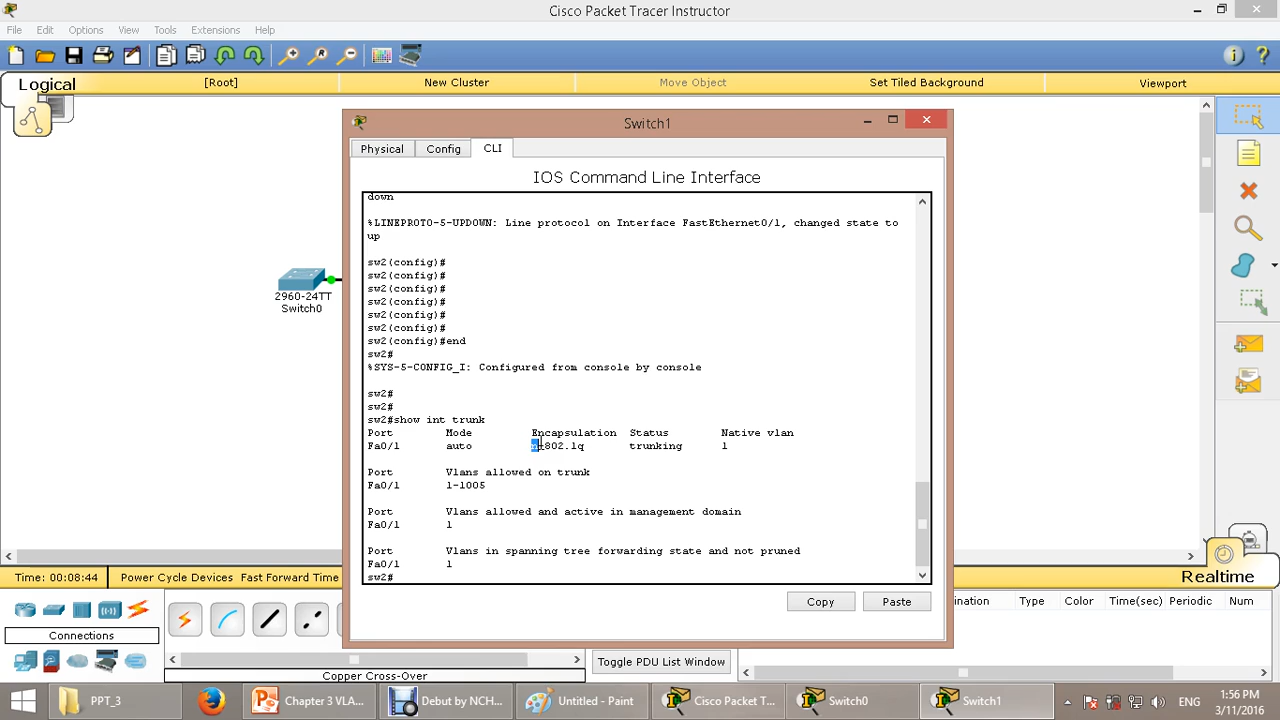 Cisco Packet Tracer Instructor
File Edit Options View Tools Extensions Help
Logical [Root] New Cluster Move Object Set Tiled Background Viewport
Switch1
Physical Config CLI
IOS Command Line Interface
down
%LINEPROTO-5-UPDOWN: Line protocol on Interface FastEthernet0/1, changed state to
up
sw2(config)#
sw2(config)#
sw2(config)#
sw2(config)#
sw2(config)#
sw2(config)#
sw2(config)#end
sw2#
%SYS-5-CONFIG_I: Configured from console by console
sw2#
sw2#
sw2#show int trunk
Port Mode Encapsulation Status Native vlan
Fa0/1 auto n-802.1q trunking 1
Port Vlans allowed on trunk
Fa0/1 1-1005
Port Vlans allowed and active in management domain
Fa0/1 1
Port Vlans in spanning tree forwarding state and not pruned
Fa0/1 1
sw2#
Copy Paste
2960-24TT
Switch0
Time: 00:08:44 Power Cycle Devices Fast Forward Time
Realtime
Connections
Copper Cross-Over
Toggle PDU List Window
ination Type Color Time(sec) Periodic Num
PPT_3
Chapter 3 VLA...
Debut by NCH...
Untitled - Paint
Cisco Packet T...
Switch0
Switch1
ENG
1:56 PM
3/11/2016